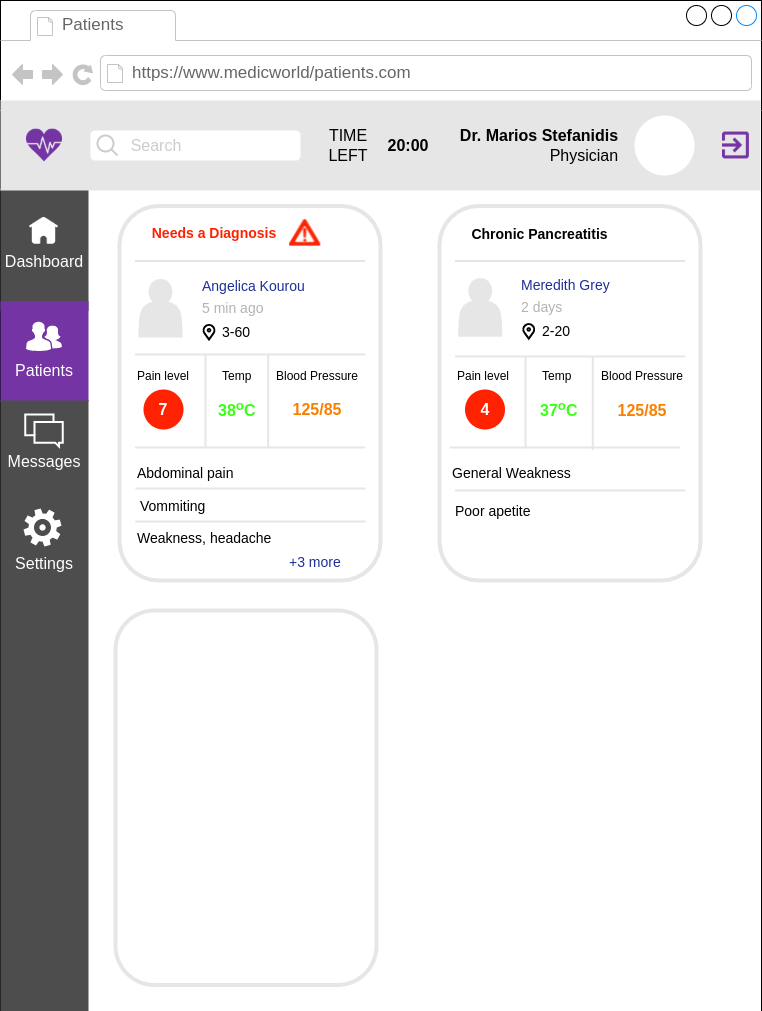 Patients
https://www.medicworld/patients.com
Search
TIME
LEFT
20:00
Dr. Marios Stefanidis
Physician
Dashboard
Patients
Messages
Settings
Needs a Diagnosis
Angelica Kourou
5 min ago
3-60
Pain level Temp Blood Pressure
7 38ºC 125/85
Abdominal pain
Vommiting
Weakness, headache
+3 more
Chronic Pancreatitis
Meredith Grey
2 days
2-20
Pain level Temp Blood Pressure
4 37ºC 125/85
General Weakness
Poor apetite